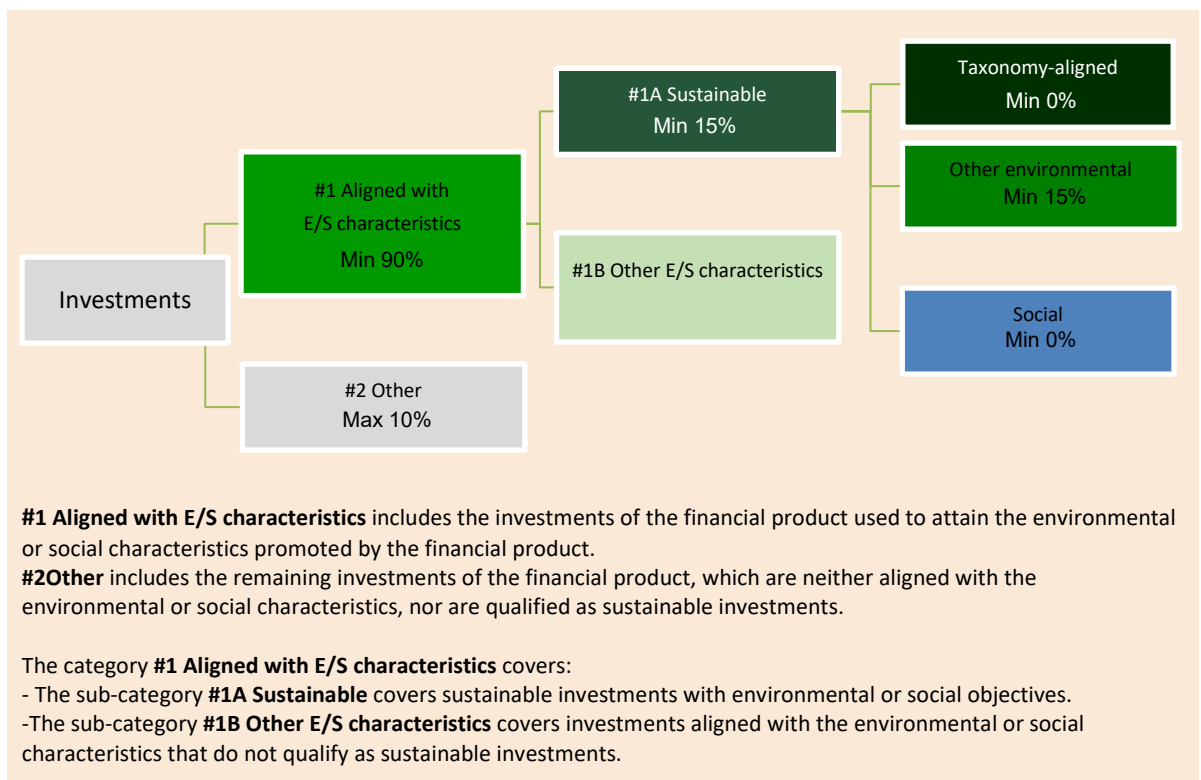 Investments
#1 Aligned with
E/S characteristics
Min 90%
#2 Other
Max 10%
#1A Sustainable
Min 15%
#1B Other E/S characteristics
Taxonomy-aligned
Min 0%
Other environmental
Min 15%
Social
Min 0%
#1 Aligned with E/S characteristics includes the investments of the financial product used to attain the environmental
or social characteristics promoted by the financial product.
#2Other includes the remaining investments of the financial product, which are neither aligned with the
environmental or social characteristics, nor are qualified as sustainable investments.
The category #1 Aligned with E/S characteristics covers:
- The sub-category #1A Sustainable covers sustainable investments with environmental or social objectives.
-The sub-category #1B Other E/S characteristics covers investments aligned with the environmental or social
characteristics that do not qualify as sustainable investments.